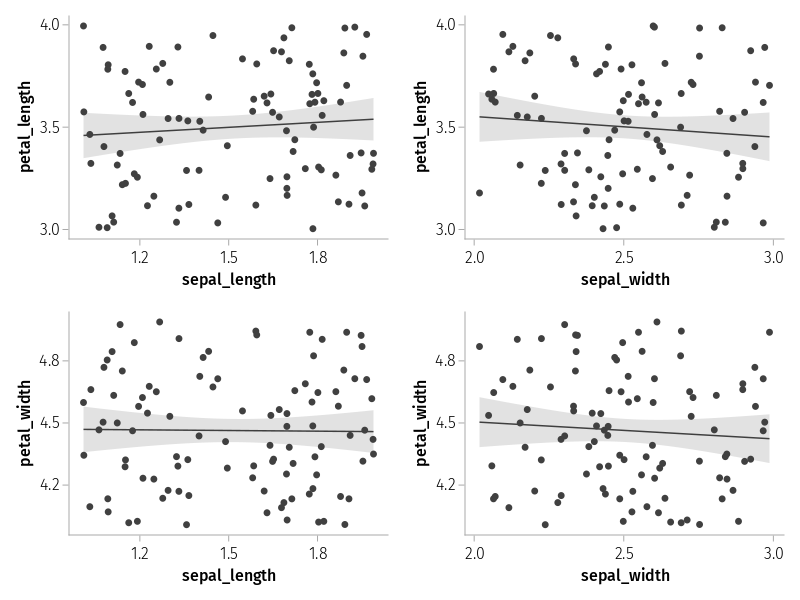 4.0
3.5
3.0
petal_length
1.2 1.5 1.8
sepal_length
4.0
3.5
3.0
petal_length
2.0 2.5 3.0
sepal_width
4.8
4.5
4.2
petal_width
1.2 1.5 1.8
sepal_length
4.8
4.5
4.2
petal_width
2.0 2.5 3.0
sepal_width